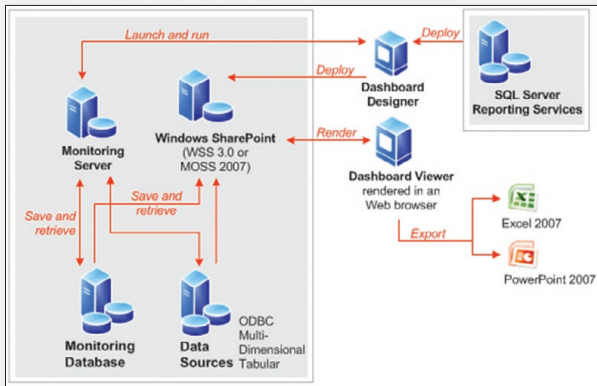 Launch and run
Deploy
Deploy
Dashboard
Designer
SQL Server
Reporting Services
Monitoring
Server
Windows SharePoint
(WSS 3.0 or
MOSS 2007)
Render
Dashboard Viewer
rendered in an
Web browser
Save and
retrieve
Save and
retrieve
Export
Excel 2007
PowerPoint 2007
Monitoring
Database
Data
Sources
ODBC
Multi-
Dimensional
Tabular